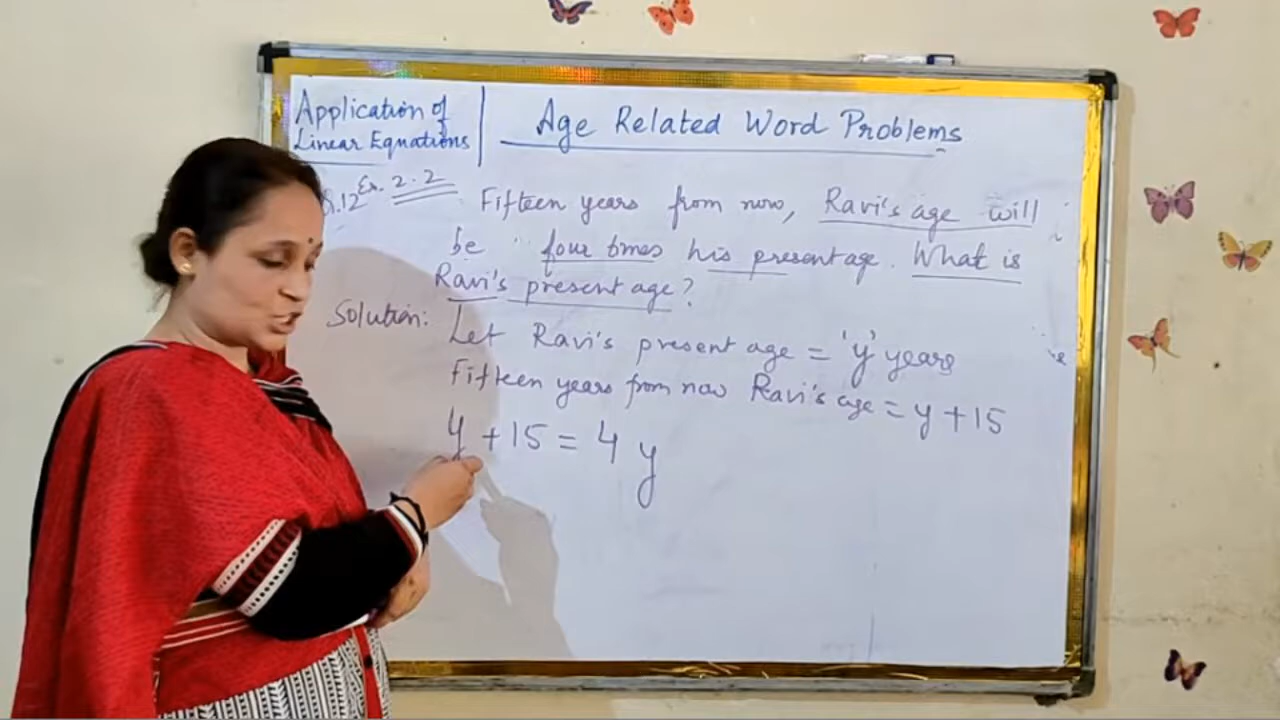 Application of
Linear Equations
Age Related Word Problems
Q.12 Ex. 2.2
Fifteen years from now, Ravi's age will
be four times his present age. What is
Ravi's present age?
Solution: Let Ravi's present age = 'y' years
Fifteen years from now Ravi's age = y + 15
y + 15 = 4 y